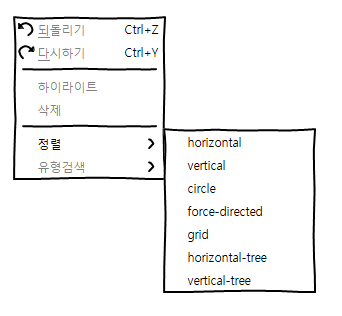 되돌리기 Ctrl+Z
다시하기 Ctrl+Y
하이라이트
삭제
정렬
유형검색
horizontal
vertical
circle
force-directed
grid
horizontal-tree
vertical-tree